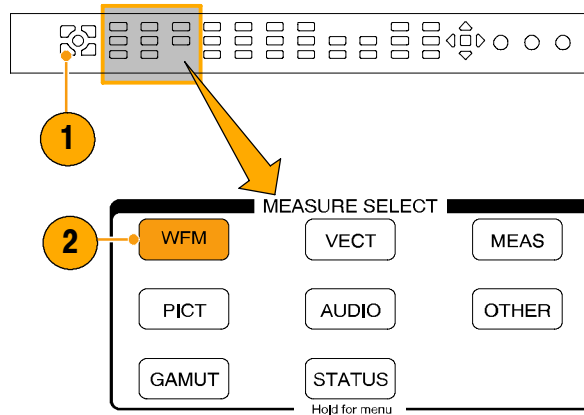 1
MEASURE SELECT
2
WFM VECT MEAS
PICT AUDIO OTHER
GAMUT STATUS
Hold for menu